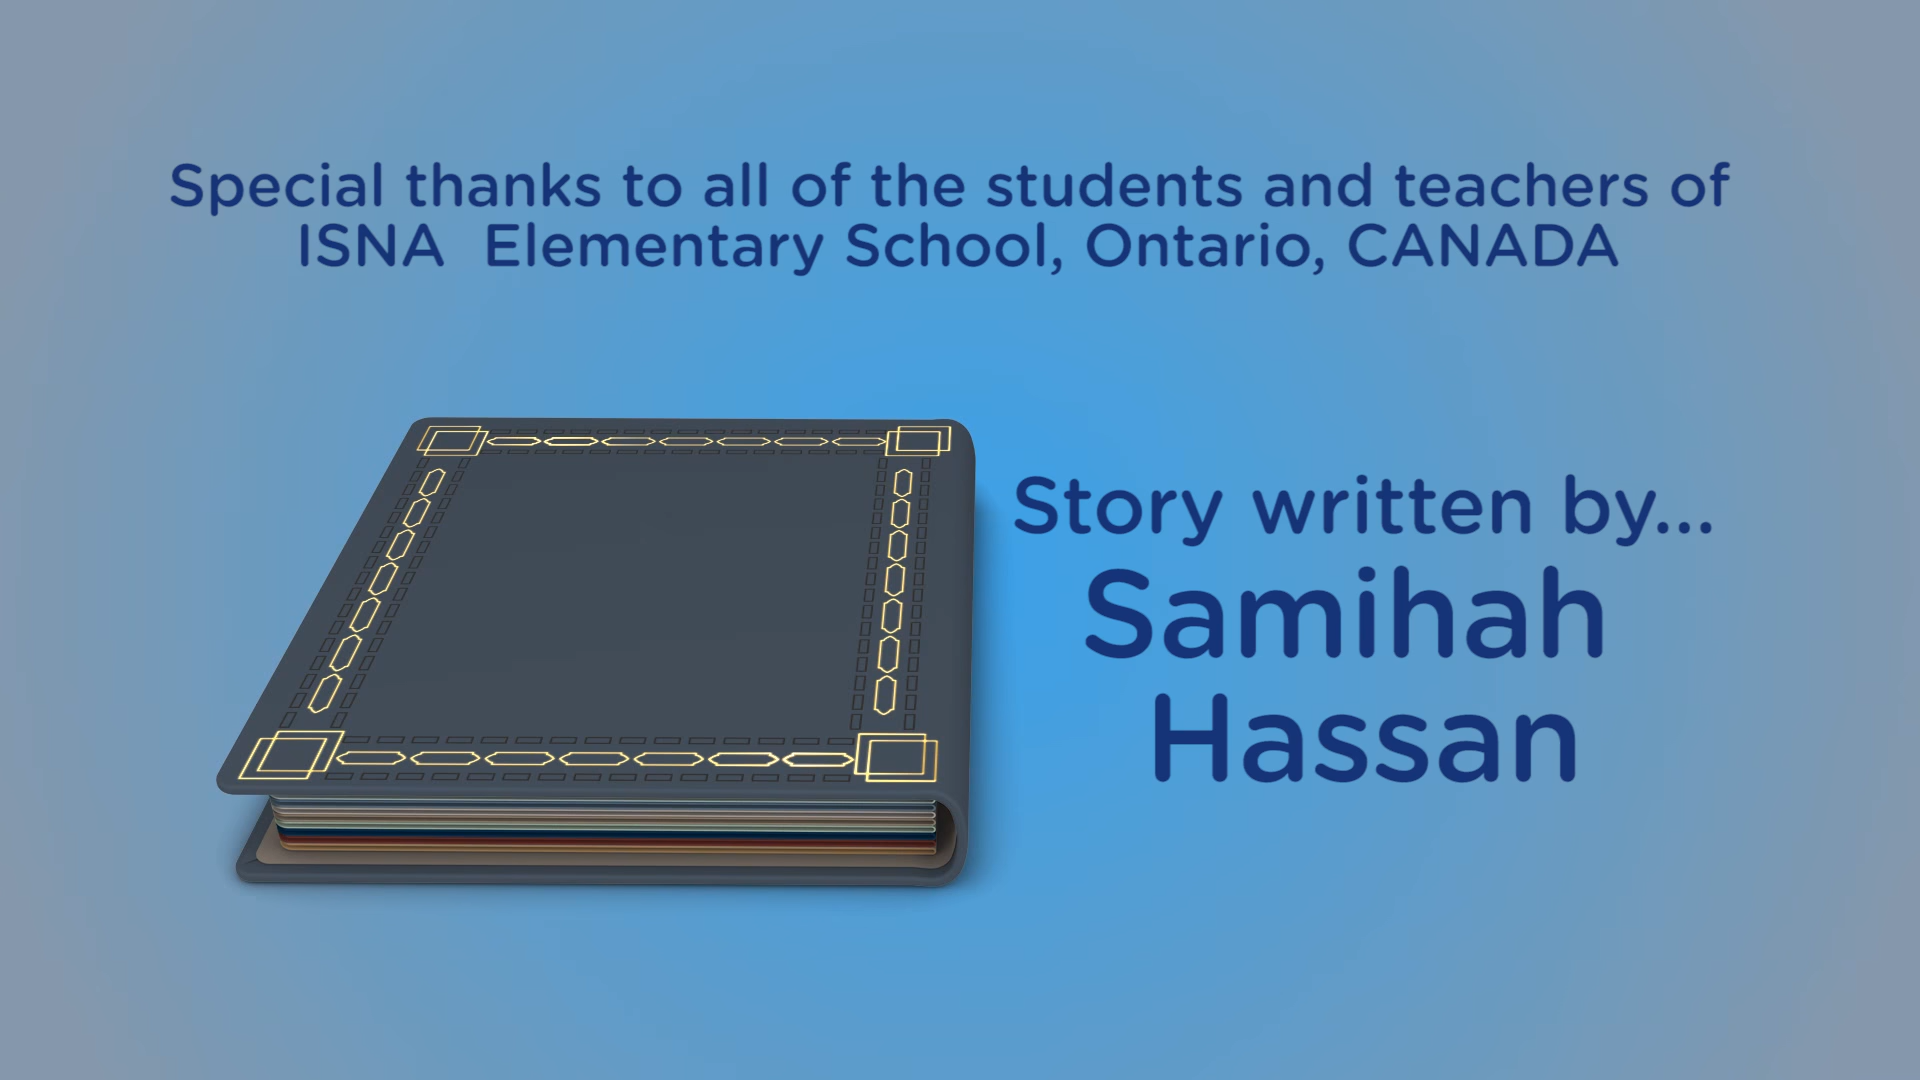 Special thanks to all of the students and teachers of
ISNA  Elementary School, Ontario, CANADA
Story written by...
Samihah
Hassan